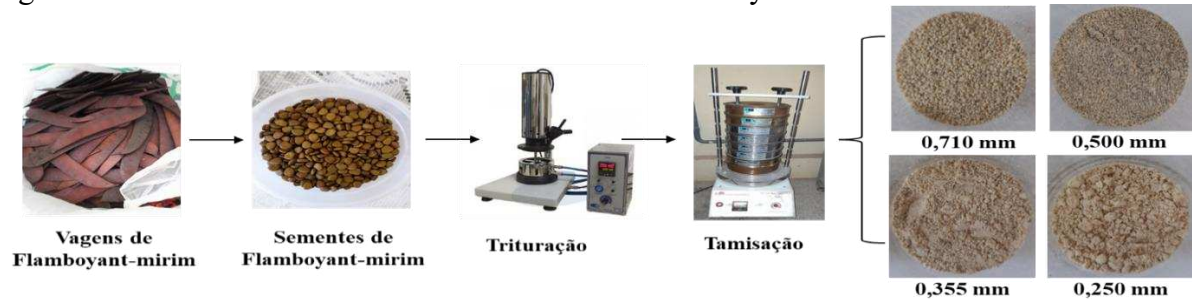 Vagens de
Flamboyant-mirim
Sementes de
Flamboyant-mirim
Trituração
Tamisação
0,710 mm
0,500 mm
0,355 mm
0,250 mm